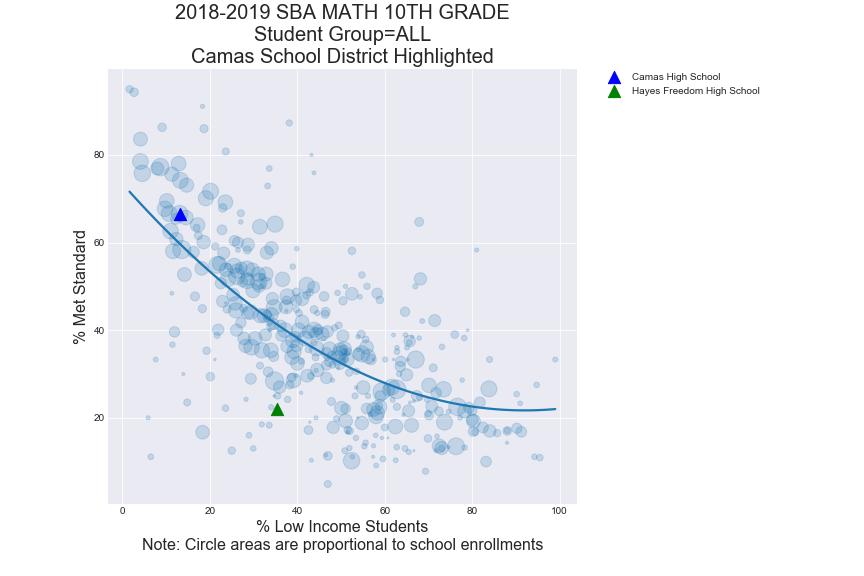 2018-2019 SBA MATH 10TH GRADE
Student Group=ALL
Camas School District Highlighted
Camas High School
Hayes Freedom High School
% Met Standard
80
60
40
20
0 20 40 60 80 100
% Low Income Students
Note: Circle areas are proportional to school enrollments